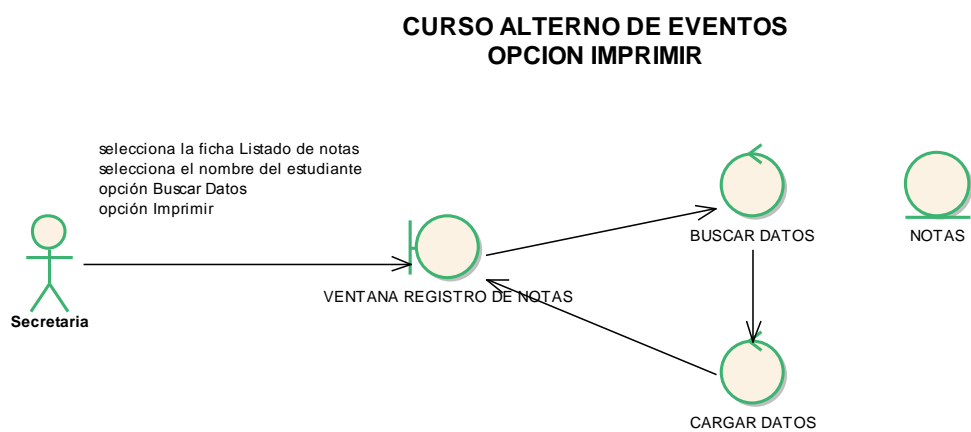 CURSO ALTERNO DE EVENTOS
OPCION IMPRIMIR
selecciona la ficha Listado de notas
selecciona el nombre del estudiante
opción Buscar Datos
opción Imprimir
Secretaria
VENTANA REGISTRO DE NOTAS
BUSCAR DATOS
NOTAS
CARGAR DATOS